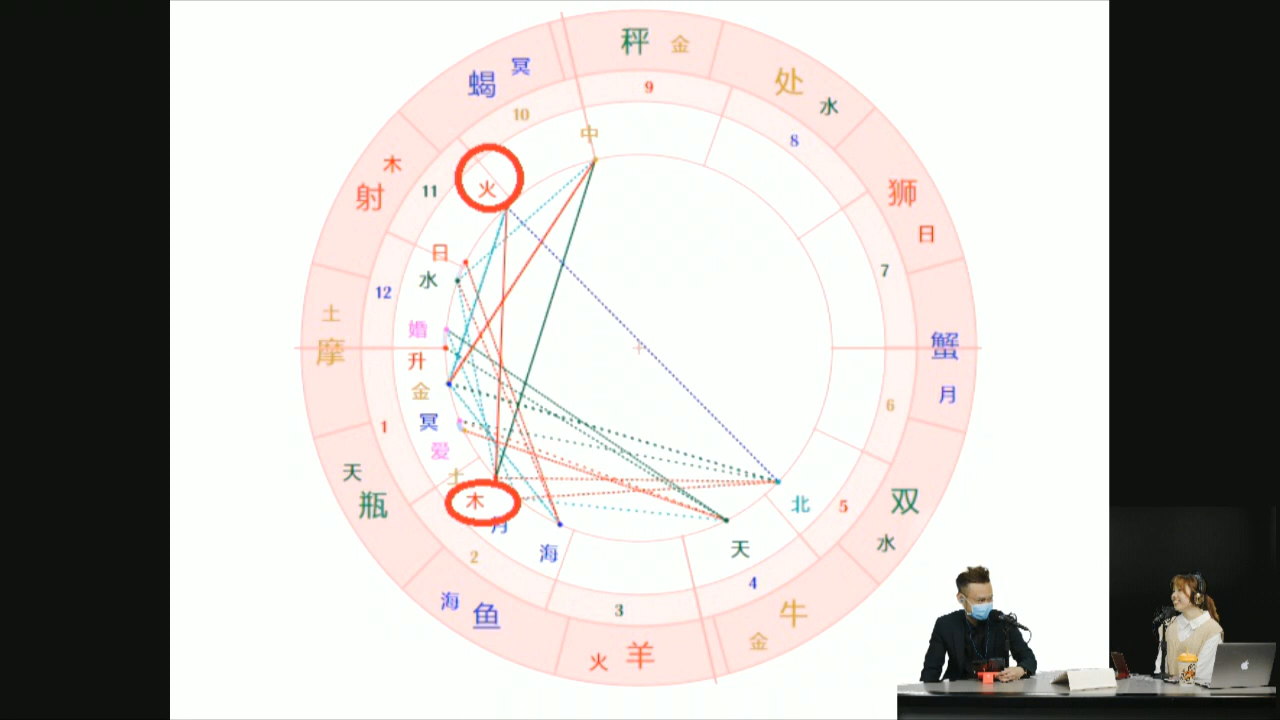 秤 金
处 水
狮 日
蟹 月
双 水
牛 金
羊 火
鱼 海
瓶 天
摩 土
射 木
蝎 冥
9
8
7
6
5
4
3
2
1
12
11
10
中
火
日
水
婚
升
金
冥
爱
土
木
月
海
天
北